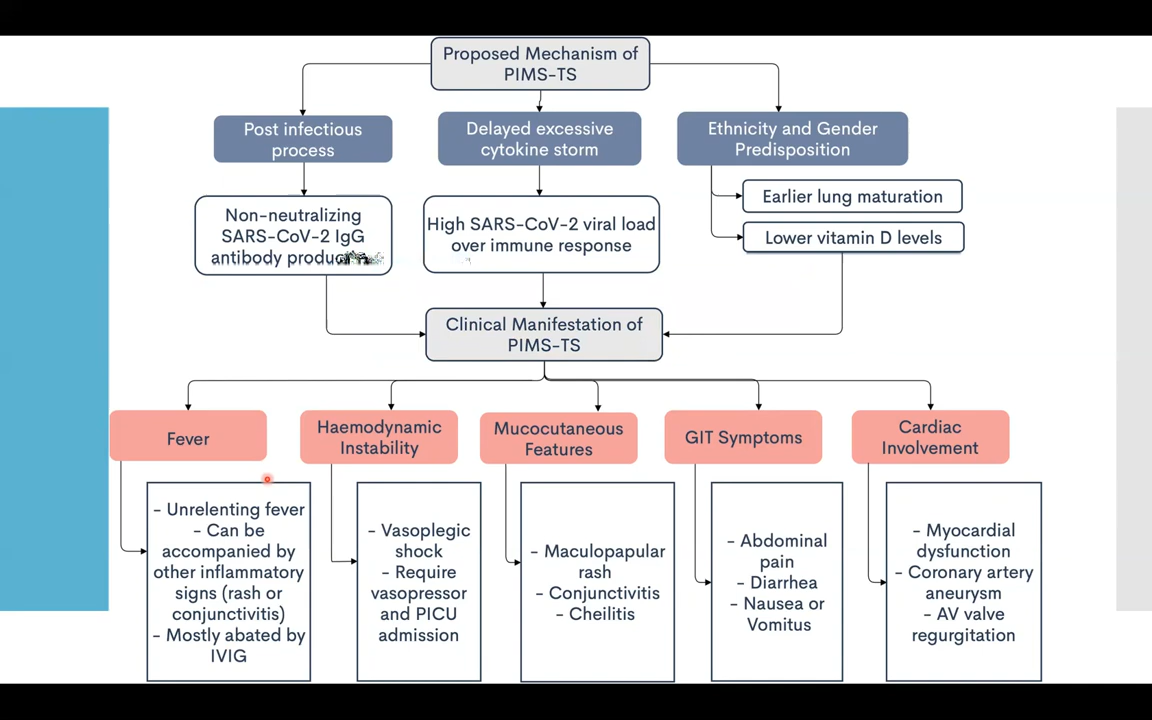 Proposed Mechanism of
PIMS-TS
Post infectious
process
Delayed excessive
cytokine storm
Ethnicity and Gender
Predisposition
Non-neutralizing
SARS-CoV-2 IgG
antibody
High SARS-CoV-2 viral load
over immune response
Earlier lung maturation
Lower vitamin D levels
Clinical Manifestation of
PIMS-TS
Fever
Haemodynamic
Instability
Mucocutaneous
Features
GIT Symptoms
Cardiac
Involvement
- Unrelenting fever
- Can be
accompanied by
other inflammatory
signs (rash or
conjunctivitis)
- Mostly abated by
IVIG
- Vasoplegic
shock
- Require
vasopressor
and PICU
admission
- Maculopapular
rash
- Conjunctivitis
- Cheilitis
- Abdominal
pain
- Diarrhea
- Nausea or
Vomitus
- Myocardial
dysfunction
- Coronary artery
aneurysm
- AV valve
regurgitation